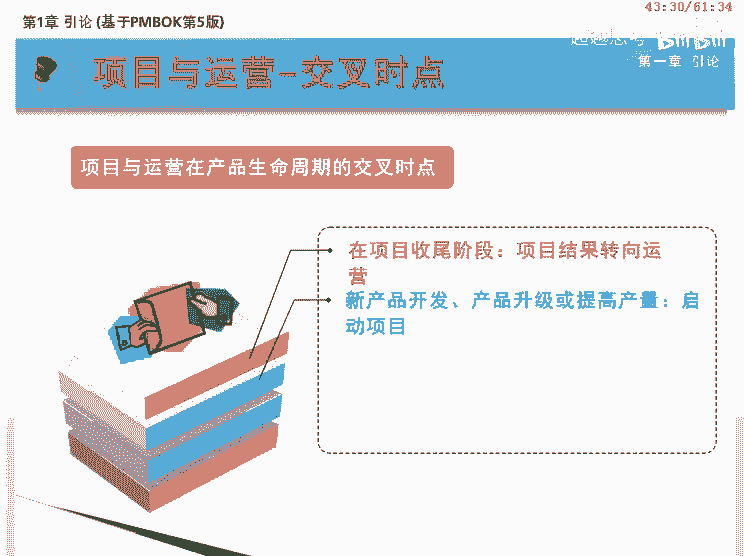 43:30/61:34
第1章 引论 (基于PMBOK第5版)
第一章 引论
项目与运营-交叉时点
项目与运营在产品生命周期的交叉时点
在项目收尾阶段：项目结果转向运
营
新产品开发、产品升级或提高产量：启
动项目